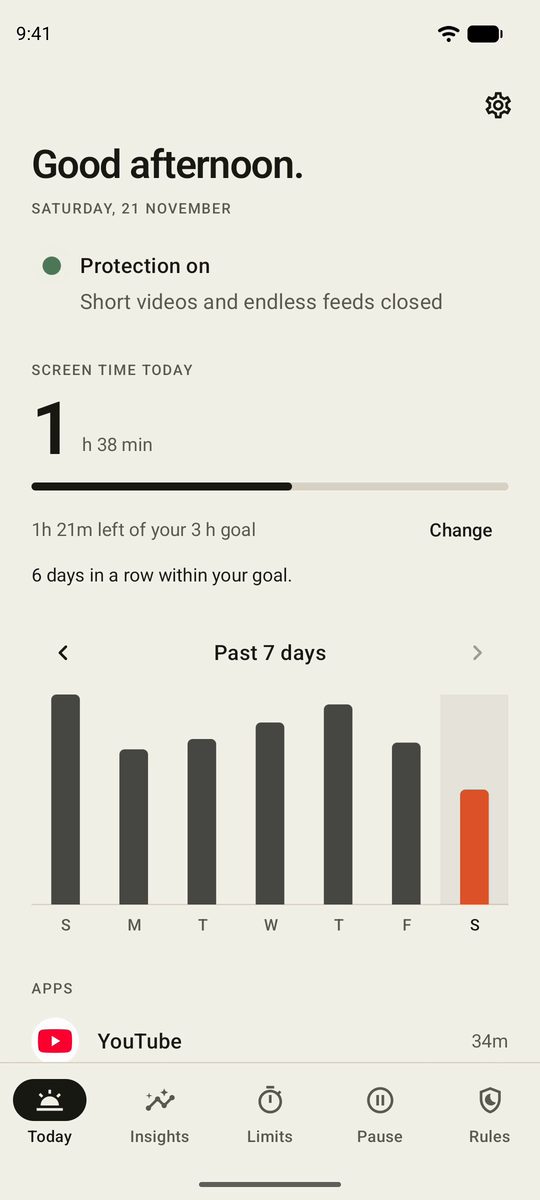 9:41
Good afternoon.
SATURDAY, 21 NOVEMBER
Protection on
Short videos and endless feeds closed
SCREEN TIME TODAY
1 h 38 min
1h 21m left of your 3 h goal
Change
6 days in a row within your goal.
Past 7 days
S M T W T F S
APPS
YouTube 34m
Today Insights Limits Pause Rules